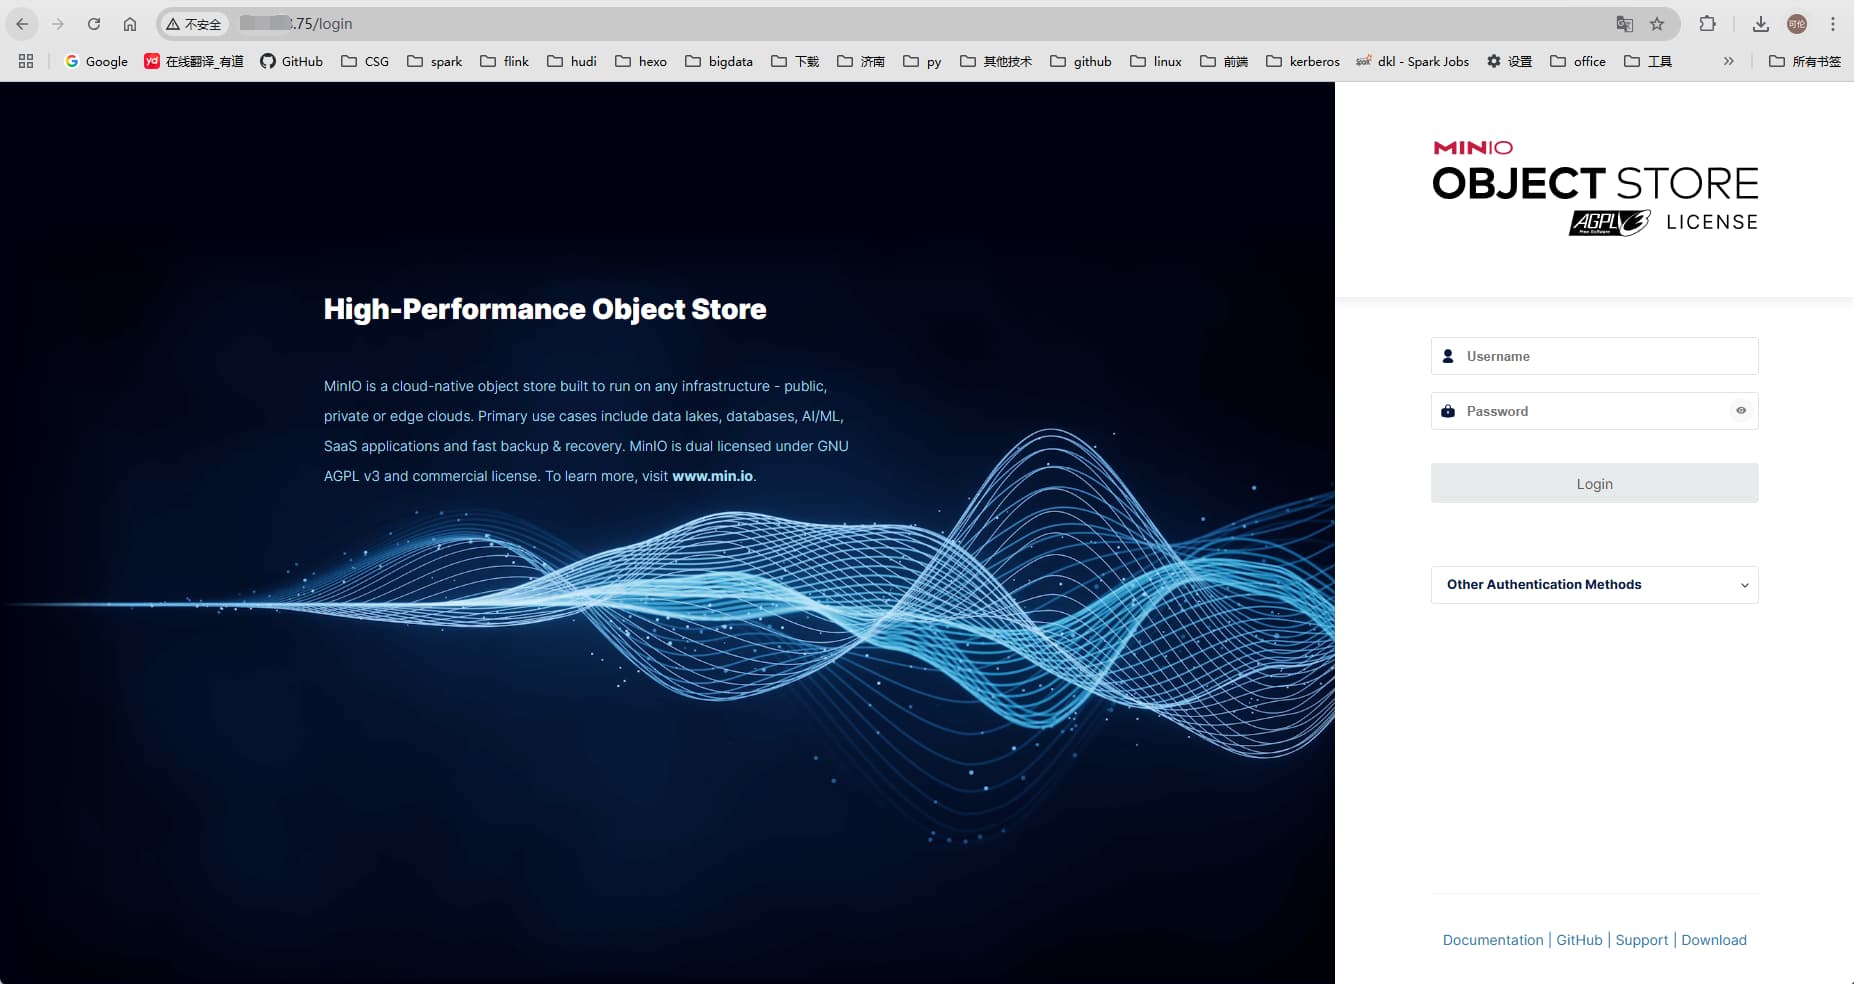 不安全 .75/login 可伦
Google 在线翻译_有道 GitHub CSG spark flink hudi hexo bigdata 下载 济南 py 其他技术 github linux 前端 kerberos dkl - Spark Jobs 设置 office 工具 » 所有书签
MINIO
OBJECT STORE
AGPL v3 Free Software LICENSE
High-Performance Object Store
MinIO is a cloud-native object store built to run on any infrastructure - public,
private or edge clouds. Primary use cases include data lakes, databases, AI/ML,
SaaS applications and fast backup & recovery. MinIO is dual licensed under GNU
AGPL v3 and commercial license. To learn more, visit www.min.io.
Username
Password
Login
Other Authentication Methods
Documentation | GitHub | Support | Download